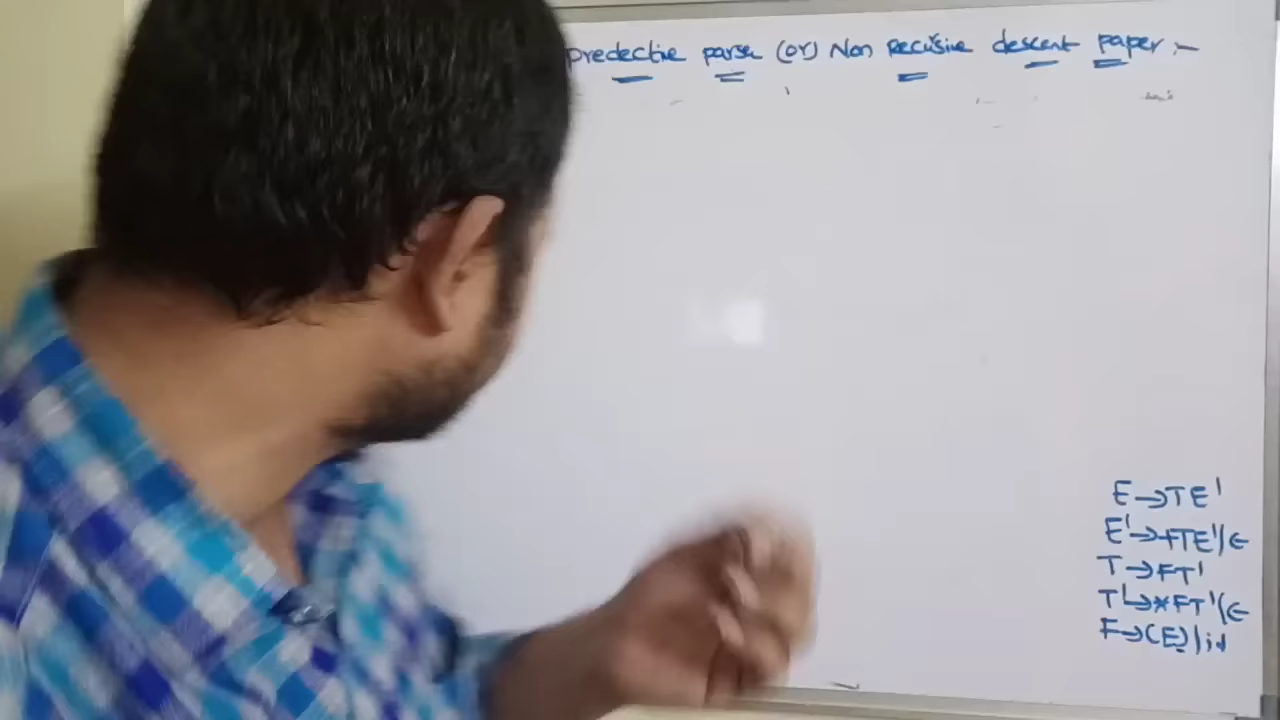 predectie parse (or) Non Recusive descent paper :-
E→TE'
E'→+TE'/∈
T→FT'
T'→*FT'/∈
F→(E)/id